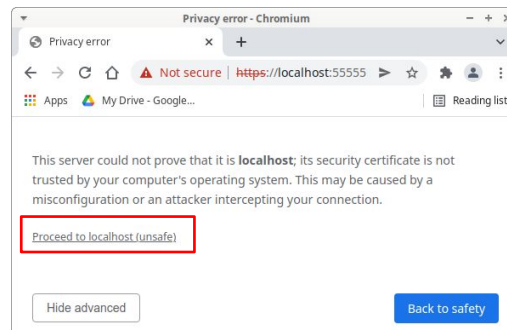 Privacy error - Chromium
Privacy error
Not secure https://localhost:55555
Apps My Drive - Google... Reading list
This server could not prove that it is localhost; its security certificate is not
trusted by your computer's operating system. This may be caused by a
misconfiguration or an attacker intercepting your connection.
Proceed to localhost (unsafe)
Hide advanced Back to safety